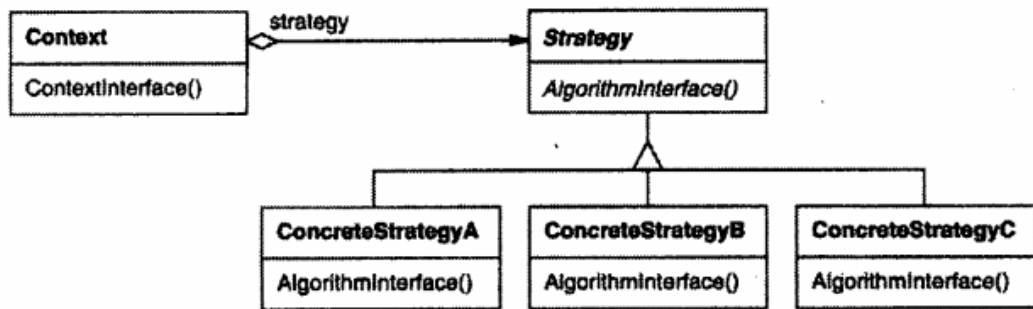 strategy
Context
Strategy
ContextInterface()
AlgorithmInterface()
ConcreteStrategyA
ConcreteStrategyB
ConcreteStrategyC
AlgorithmInterface()
AlgorithmInterface()
AlgorithmInterface()